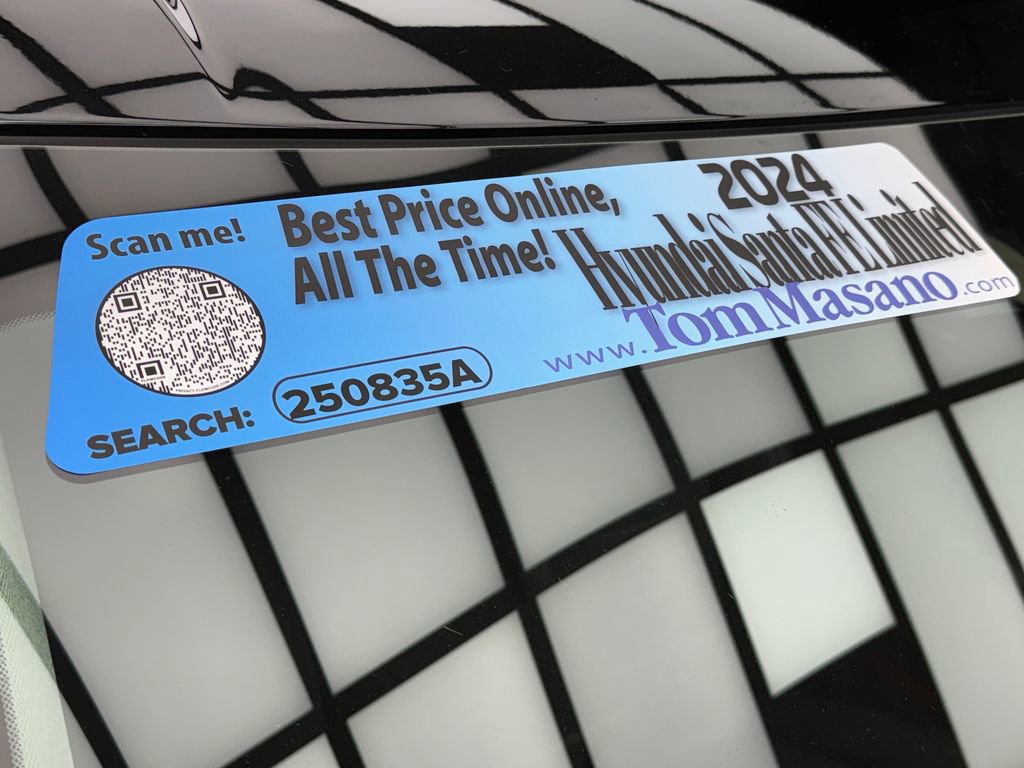 Scan me!
Best Price Online,
All The Time!
2024
Hyundai Santa FE Limited
www.TomMasano.com
SEARCH:
250835A